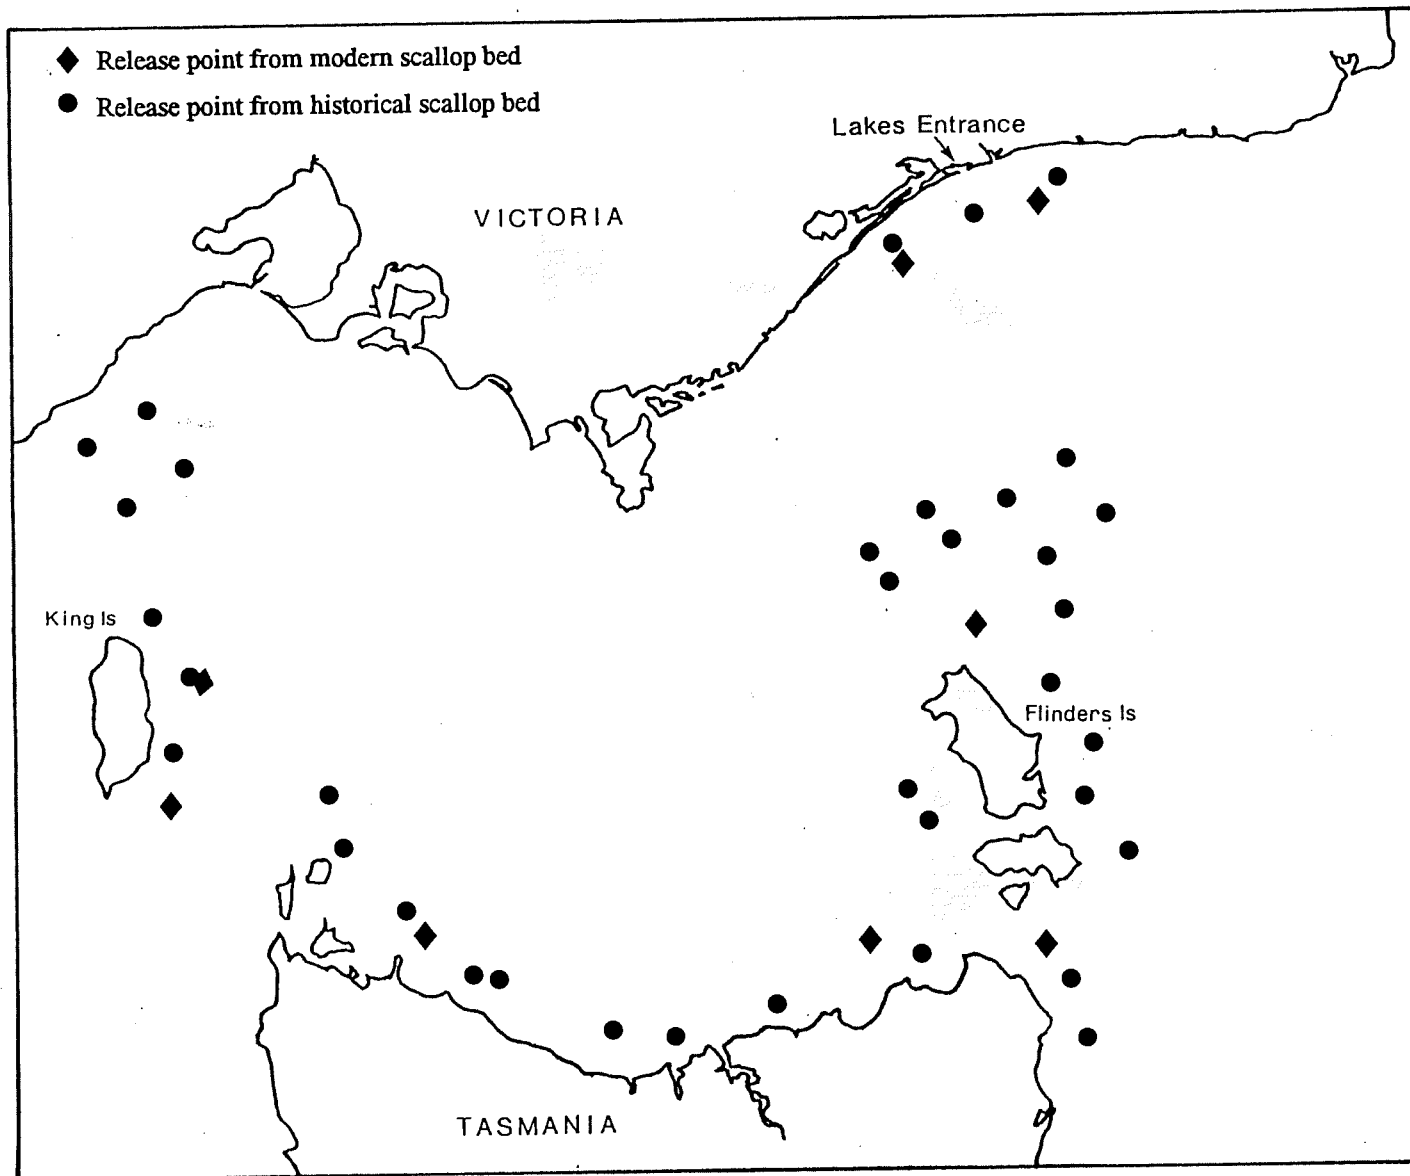 Release point from modern scallop bed
Release point from historical scallop bed
Lakes Entrance
VICTORIA
King Is
Flinders Is
TASMANIA